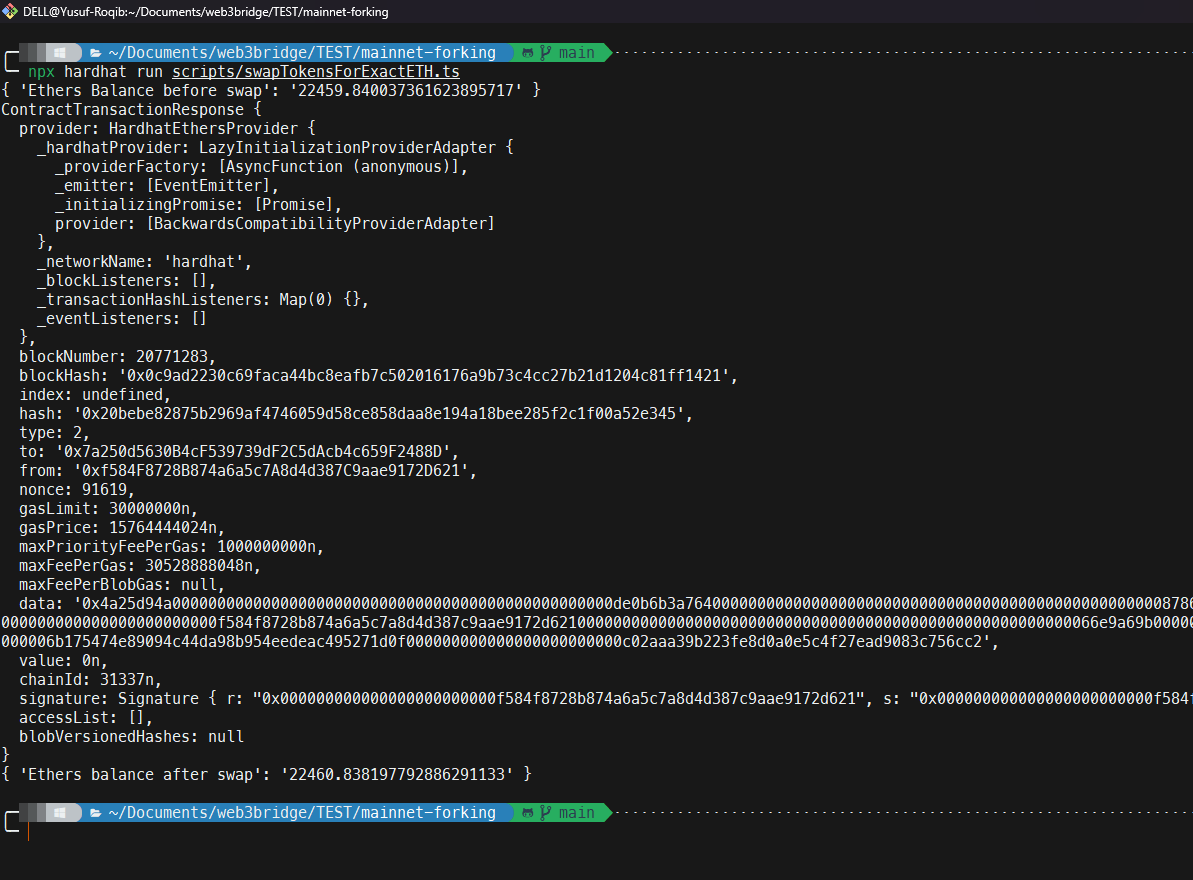 DELL@Yusuf-Roqib:~/Documents/web3bridge/TEST/mainnet-forking
~/Documents/web3bridge/TEST/mainnet-forking main
npx hardhat run scripts/swapTokensForExactETH.ts
{ 'Ethers Balance before swap': '22459.840037361623895717' }
ContractTransactionResponse {
  provider: HardhatEthersProvider {
    _hardhatProvider: LazyInitializationProviderAdapter {
      _providerFactory: [AsyncFunction (anonymous)],
      _emitter: [EventEmitter],
      _initializingPromise: [Promise],
      provider: [BackwardsCompatibilityProviderAdapter]
    },
    _networkName: 'hardhat',
    _blockListeners: [],
    _transactionHashListeners: Map(0) {},
    _eventListeners: []
  },
  blockNumber: 20771283,
  blockHash: '0x0c9ad2230c69faca44bc8eafb7c502016176a9b73c4cc27b21d1204c81ff1421',
  index: undefined,
  hash: '0x20bebe82875b2969af4746059d58ce858daa8e194a18bee285f2c1f00a52e345',
  type: 2,
  to: '0x7a250d5630B4cF539739dF2C5dAcb4c659F2488D',
  from: '0xf584F8728B874a6a5c7A8d4d387C9aae9172D621',
  nonce: 91619,
  gasLimit: 30000000n,
  gasPrice: 15764444024n,
  maxPriorityFeePerGas: 1000000000n,
  maxFeePerGas: 30528888048n,
  maxFeePerBlobGas: null,
  data:
000006b175474e89094c44da98b954eedeac495271d0f000000000000000000000000c02aaa39b223fe8d0a0e5c4f27ead9083c756cc2',
  value: 0n,
  chainId: 31337n,
  signature: Signature { r: "0x000000000000000000000000f584f8728b874a6a5c7a8d4d387c9aae9172d621", s: "0x000000000000000000000000f584f
  accessList: [],
  blobVersionedHashes: null
}
{ 'Ethers balance after swap': '22460.838197792886291133' }
~/Documents/web3bridge/TEST/mainnet-forking main